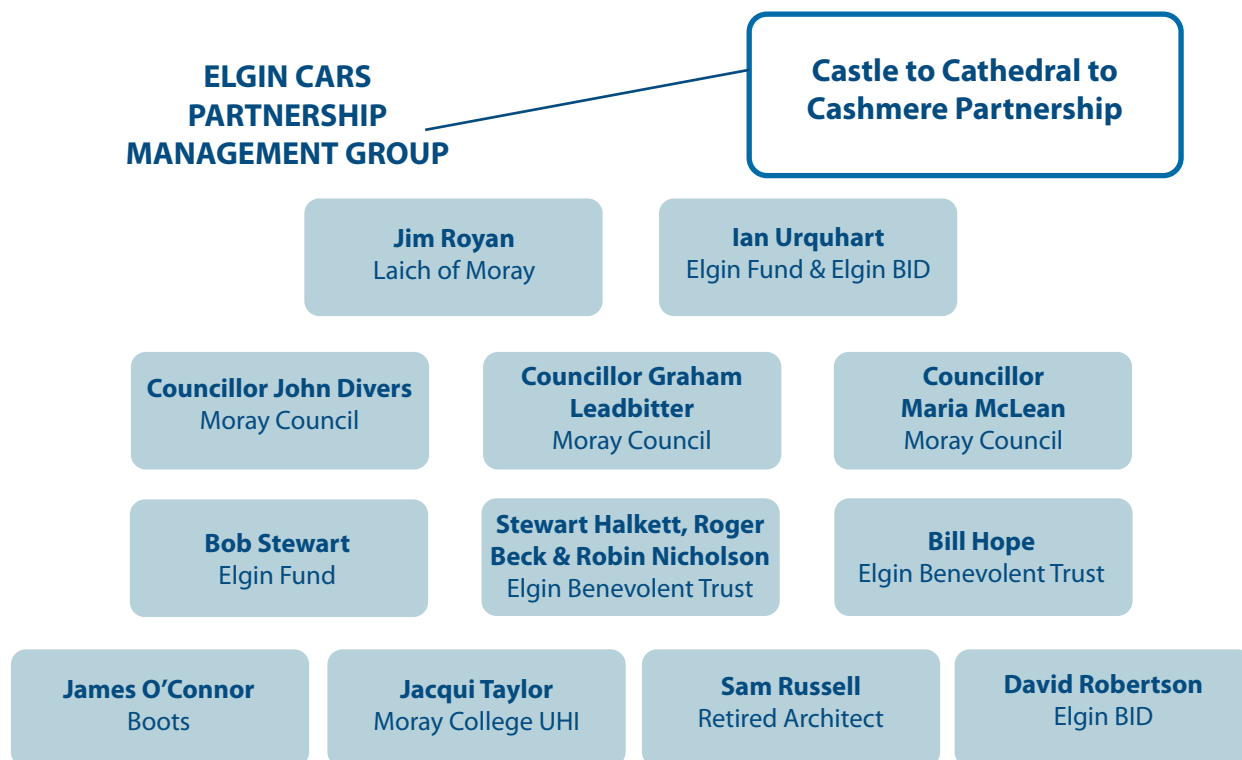 ELGIN CARS
PARTNERSHIP
MANAGEMENT GROUP
Castle to Cathedral to
Cashmere Partnership
Jim Royan
Laich of Moray
Ian Urquhart
Elgin Fund & Elgin BID
Councillor John Divers
Moray Council
Councillor Graham
Leadbitter
Moray Council
Councillor
Maria McLean
Moray Council
Bob Stewart
Elgin Fund
Stewart Halkett, Roger
Beck & Robin Nicholson
Elgin Benevolent Trust
Bill Hope
Elgin Benevolent Trust
James O’Connor
Boots
Jacqui Taylor
Moray College UHI
Sam Russell
Retired Architect
David Robertson
Elgin BID